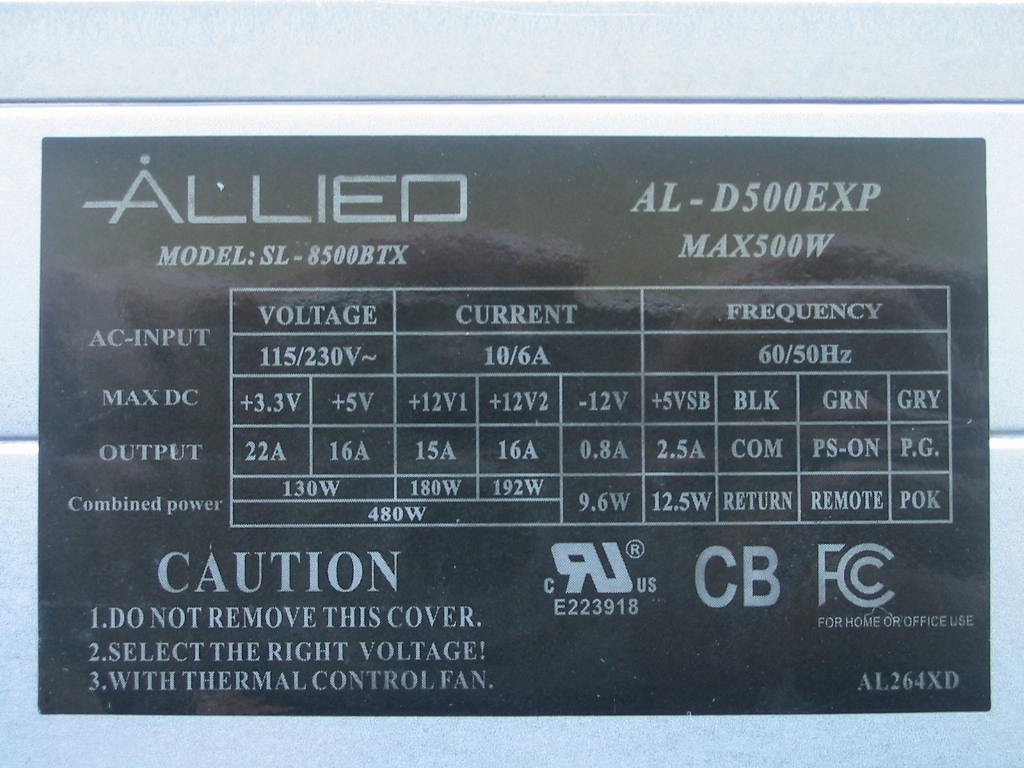 ALLIED
AL-D500EXP
MODEL: SL-8500BTX
MAX500W
VOLTAGE CURRENT FREQUENCY
AC-INPUT
115/230V~ 10/6A 60/50Hz
MAX DC +3.3V +5V +12V1 +12V2 -12V +5VSB BLK GRN GRY
OUTPUT 22A 16A 15A 16A 0.8A 2.5A COM PS-ON P.G.
130W 180W 192W
Combined power 9.6W 12.5W RETURN REMOTE POK
480W
CAUTION
1.DO NOT REMOVE THIS COVER.
2.SELECT THE RIGHT VOLTAGE!
3.WITH THERMAL CONTROL FAN.
c RU ® US
E223918
CB
FC
FOR HOME OR OFFICE USE
AL264XD